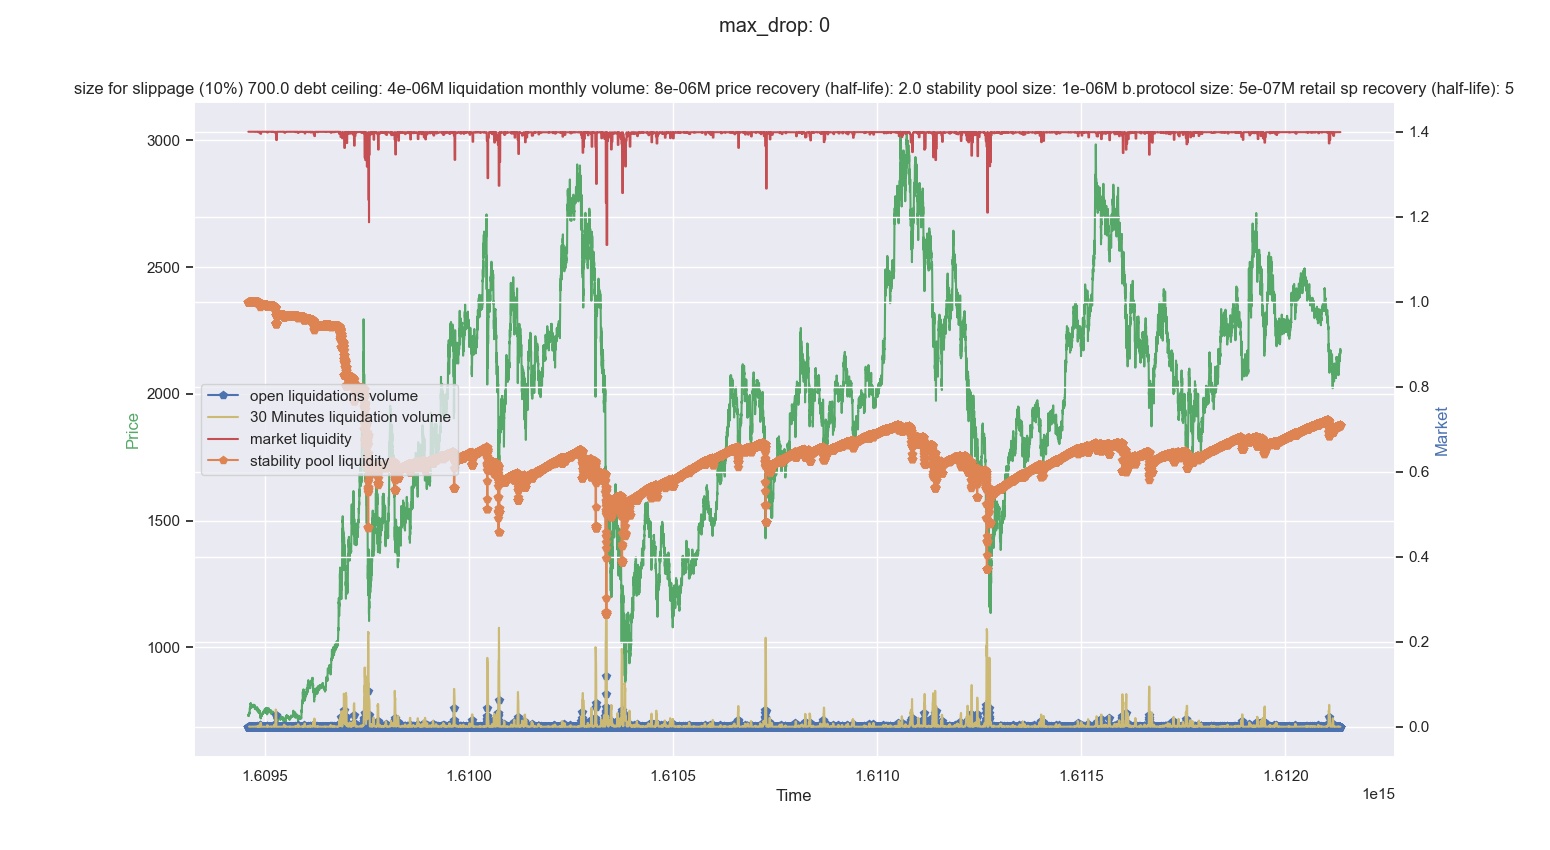 max_drop: 0
size for slippage (10%) 700.0 debt ceiling: 4e-06M liquidation monthly volume: 8e-06M price recovery (half-life): 2.0 stability pool size: 1e-06M b.protocol size: 5e-07M retail sp recovery (half-life): 5
3000
2500
2000
1500
1000
Price
1.4
1.2
1.0
0.8
0.6
0.4
0.2
0.0
Market
open liquidations volume
30 Minutes liquidation volume
market liquidity
stability pool liquidity
1.6095 1.6100 1.6105 1.6110 1.6115 1.6120
Time
1e15